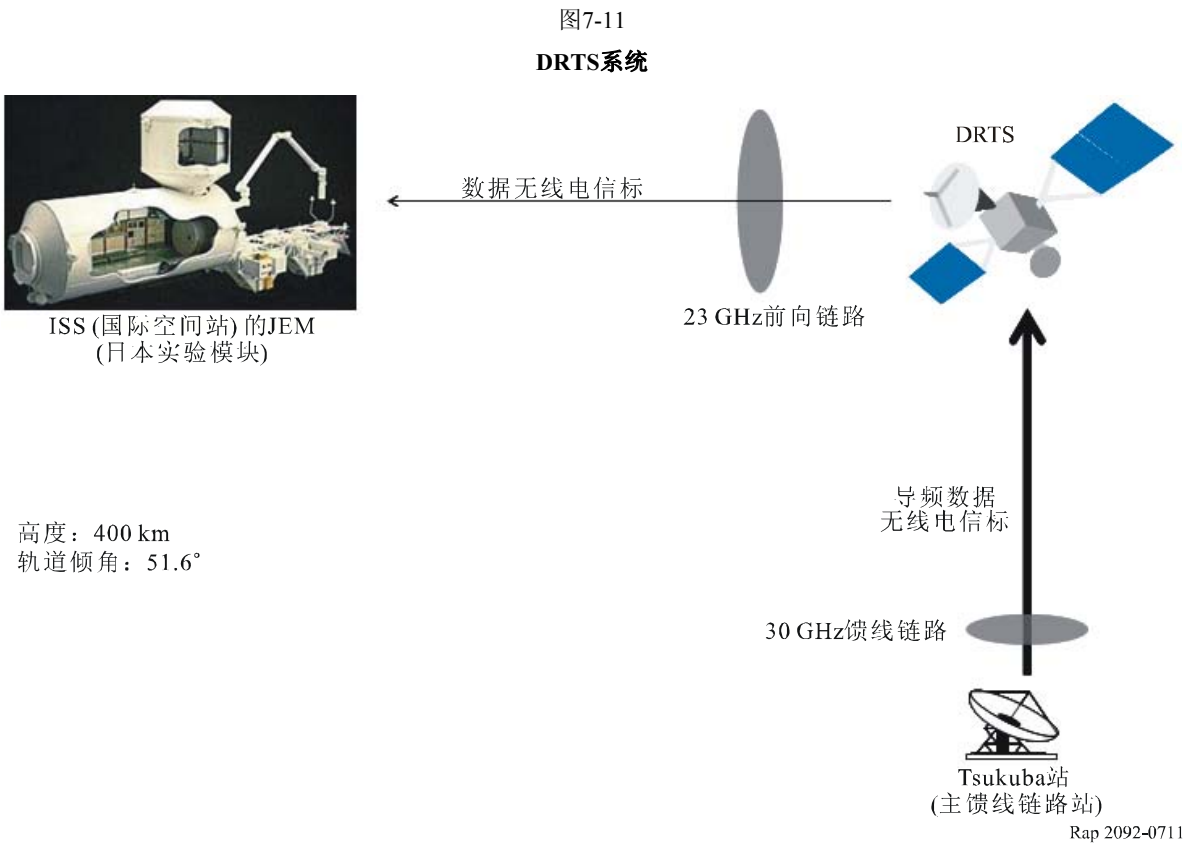 图7-11
DRTS系统
DRTS
数据无线电信标
23 GHz前向链路
ISS (国际空间站) 的JEM
(日本实验模块)
导频数据
无线电信标
高度：400 km
轨道倾角：51.6°
30 GHz馈线链路
Tsukuba站
(主馈线链路站)
Rap 2092-0711